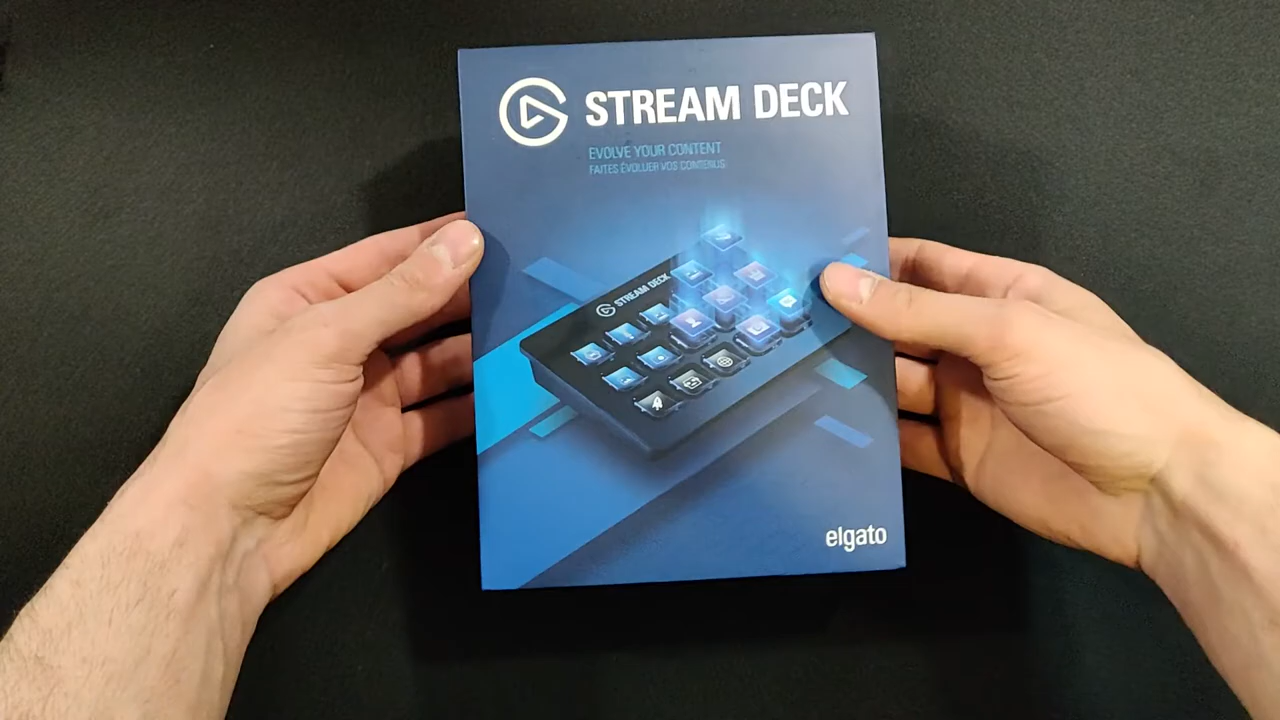 STREAM DECK
EVOLVE YOUR CONTENT
FAITES ÉVOLUER VOS CONTENUS
STREAM DECK
elgato